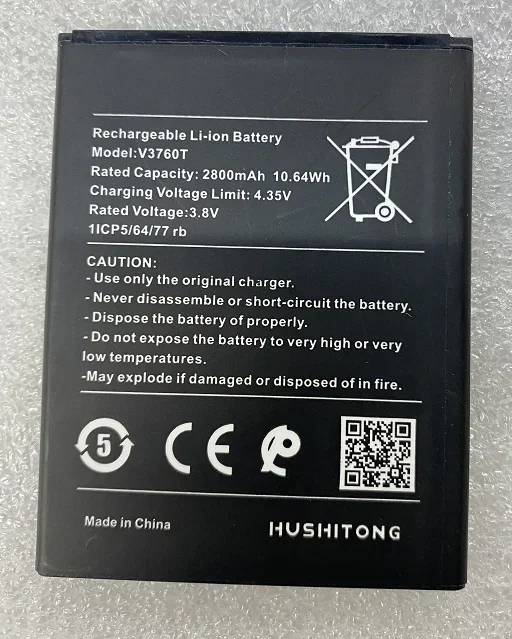 Rechargeable Li-ion Battery
Model:V3760T
Rated Capacity: 2800mAh 10.64Wh
Charging Voltage Limit: 4.35V
Rated Voltage:3.8V
1ICP5/64/77 rb
CAUTION:
- Use only the original charger.
- Never disassemble or short-circuit the battery.
- Dispose the battery of properly.
- Do not expose the battery to very high or very
low temperatures.
-May explode if damaged or disposed of in fire.
5 CE
Made in China HUSHITONG